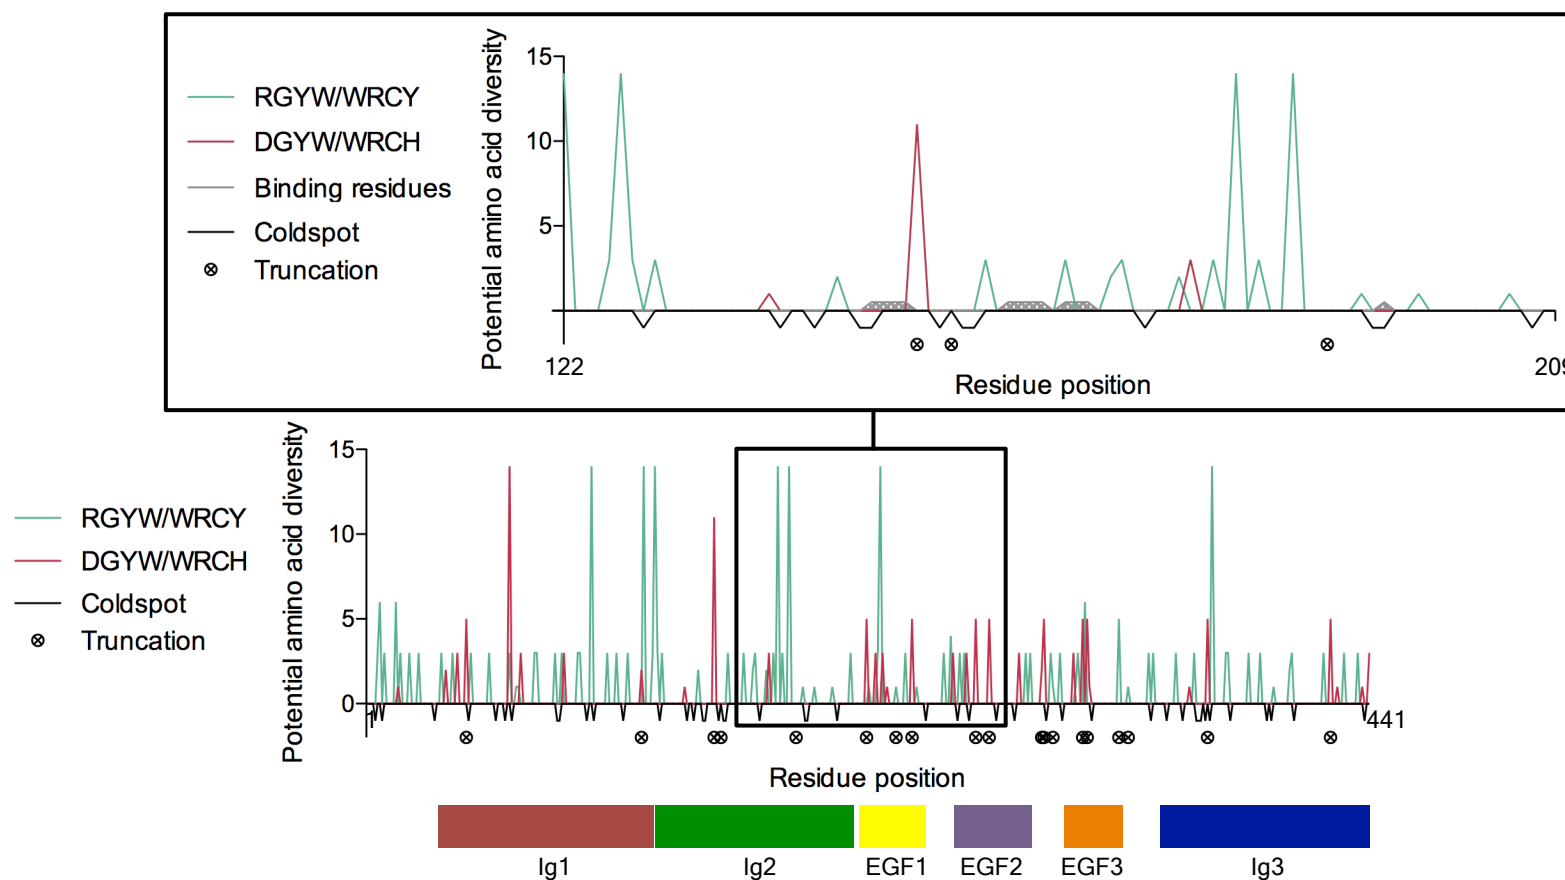 Potential amino acid diversity
15
10
5
RGYW/WRCY
DGYW/WRCH
Binding residues
Coldspot
Truncation
122
Residue position
Potential amino acid diversity
15
10
5
0
1
RGYW/WRCY
DGYW/WRCH
Coldspot
Truncation
441
Residue position
Ig1
Ig2
EGF1
EGF2
EGF3
Ig3